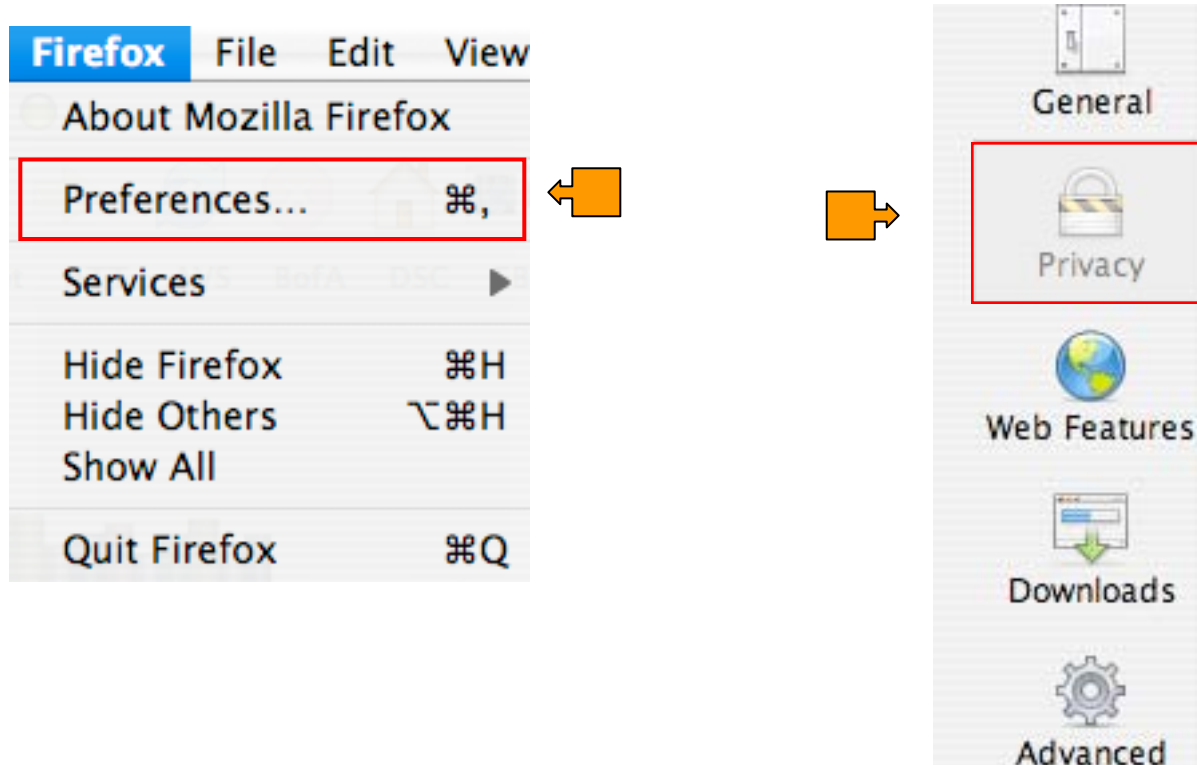 Firefox File Edit View
About Mozilla Firefox
Preferences... ⌘,
Services
Hide Firefox ⌘H
Hide Others ⌥⌘H
Show All
Quit Firefox ⌘Q
General
Privacy
Web Features
Downloads
Advanced